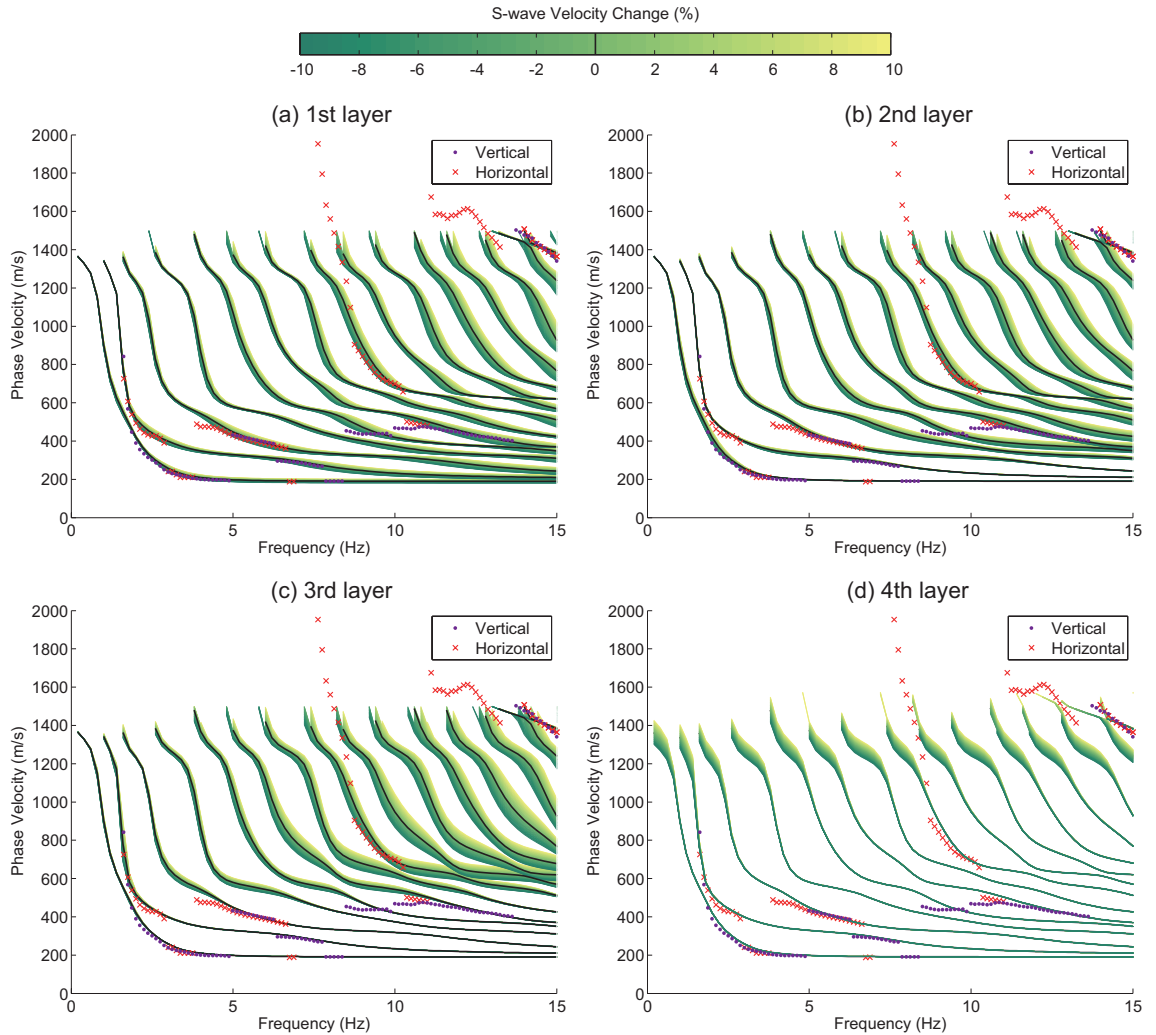 S-wave Velocity Change (%)
-10 -8 -6 -4 -2 0 2 4 6 8 10
(a) 1st layer
2000
1800
1600
1400
1200
1000
800
600
400
200
0
Phase Velocity (m/s)
Vertical
Horizontal
0 5 10 15
Frequency (Hz)
(b) 2nd layer
2000
1800
1600
1400
1200
1000
800
600
400
200
0
Phase Velocity (m/s)
Vertical
Horizontal
0 5 10 15
Frequency (Hz)
(c) 3rd layer
2000
1800
1600
1400
1200
1000
800
600
400
200
0
Phase Velocity (m/s)
Vertical
Horizontal
0 5 10 15
Frequency (Hz)
(d) 4th layer
2000
1800
1600
1400
1200
1000
800
600
400
200
0
Phase Velocity (m/s)
Vertical
Horizontal
0 5 10 15
Frequency (Hz)